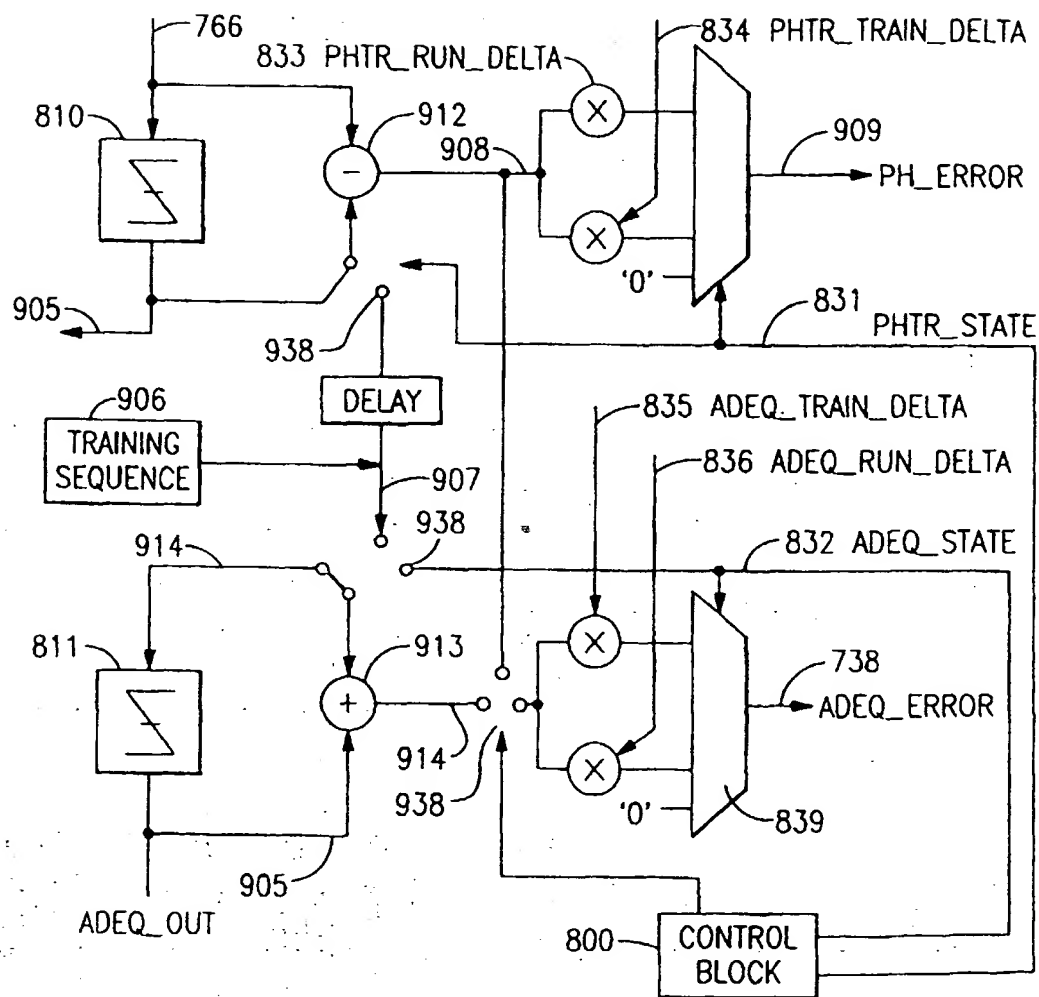 766
833 PHTR_RUN_DELTA
834 PHTR_TRAIN_DELTA
810
912
−
908
X
X
'0'
909
PH_ERROR
905
938
831
PHTR_STATE
DELAY
906
TRAINING
SEQUENCE
907
835 ADEQ_TRAIN_DELTA
836 ADEQ_RUN_DELTA
914
938
832 ADEQ_STATE
811
913
+
914
938
X
X
'0'
738
ADEQ_ERROR
839
905
ADEQ_OUT
800
CONTROL
BLOCK